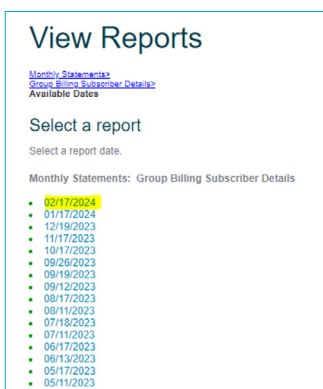 View Reports
Monthly Statements>
Group Billing Subscriber Details>
Available Dates
Select a report
Select a report date.
Monthly Statements: Group Billing Subscriber Details
02/17/2024
01/17/2024
12/19/2023
11/17/2023
10/17/2023
09/26/2023
09/19/2023
09/12/2023
08/17/2023
08/11/2023
07/18/2023
07/11/2023
06/17/2023
06/13/2023
05/17/2023
05/11/2023